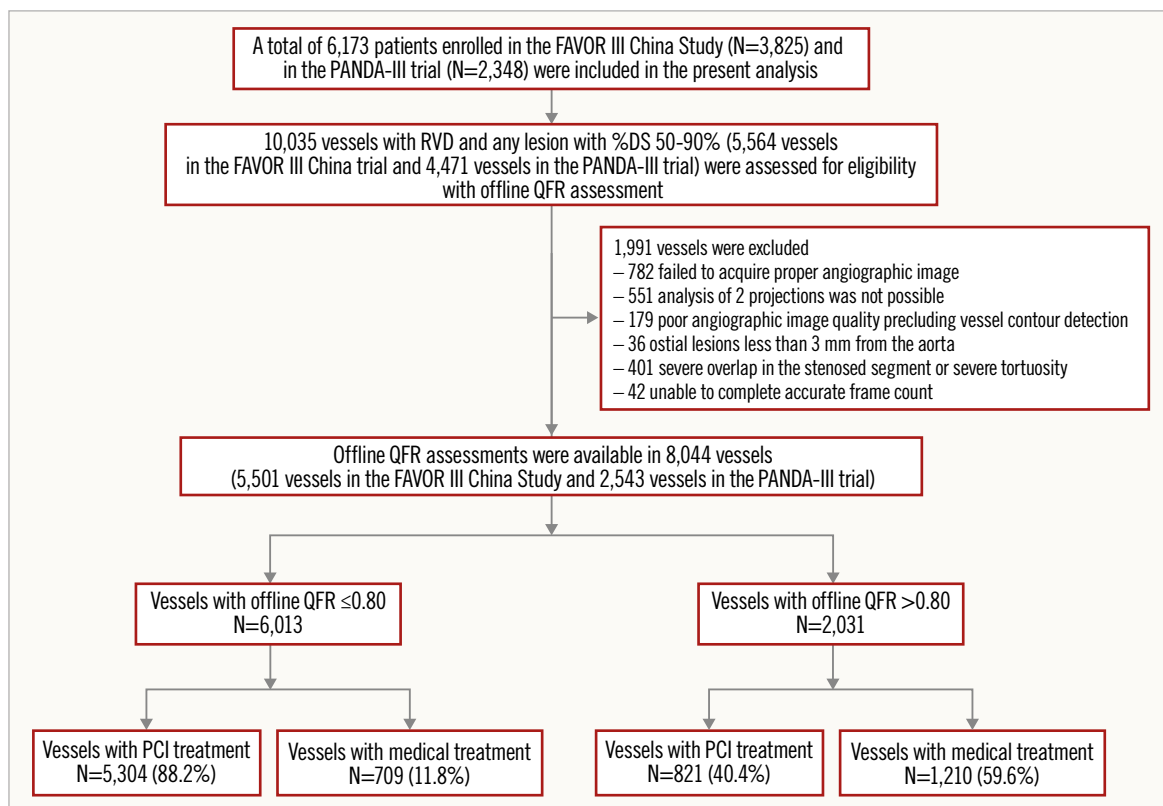 A total of 6,173 patients enrolled in the FAVOR III China Study (N=3,825) and
in the PANDA-III trial (N=2,348) were included in the present analysis
10,035 vessels with RVD and any lesion with %DS 50-90% (5,564 vessels
in the FAVOR III China trial and 4,471 vessels in the PANDA-III trial) were assessed for eligibility
with offline QFR assessment
1,991 vessels were excluded
– 782 failed to acquire proper angiographic image
– 551 analysis of 2 projections was not possible
– 179 poor angiographic image quality precluding vessel contour detection
– 36 ostial lesions less than 3 mm from the aorta
– 401 severe overlap in the stenosed segment or severe tortuosity
– 42 unable to complete accurate frame count
Offline QFR assessments were available in 8,044 vessels
(5,501 vessels in the FAVOR III China Study and 2,543 vessels in the PANDA-III trial)
Vessels with offline QFR ≤0.80
N=6,013
Vessels with offline QFR >0.80
N=2,031
Vessels with PCI treatment
N=5,304 (88.2%)
Vessels with medical treatment
N=709 (11.8%)
Vessels with PCI treatment
N=821 (40.4%)
Vessels with medical treatment
N=1,210 (59.6%)